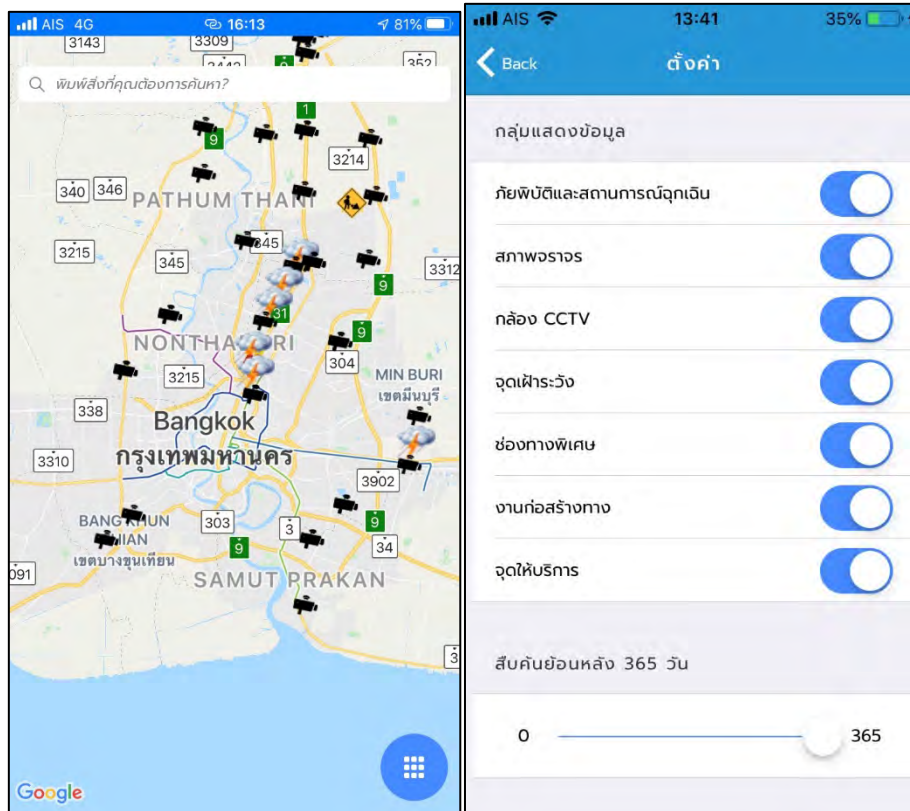 AIS 4G 16:13 81%
3143 3309
352
พิมพ์สิ่งที่คุณต้องการค้นหา?
1
9
3214
340 346 PATHUM THANI
3215 345 345
3312
9
31
NONTHABURI 9
3215 304
MIN BURI
เขตมีนบุรี
338
Bangkok
กรุงเทพมหานคร
3310
3902
BANG KHUN
THIAN
เขตบางขุนเทียน
303 3 9
9 34
091
SAMUT PRAKAN
3
Google
AIS 13:41 35%
Back ตั้งค่า
กลุ่มแสดงข้อมูล
ภัยพิบัติและสถานการณ์ฉุกเฉิน
สภาพจราจร
กล้อง CCTV
จุดเฝ้าระวัง
ช่องทางพิเศษ
งานก่อสร้างทาง
จุดให้บริการ
สืบค้นย้อนหลัง 365 วัน
0 365